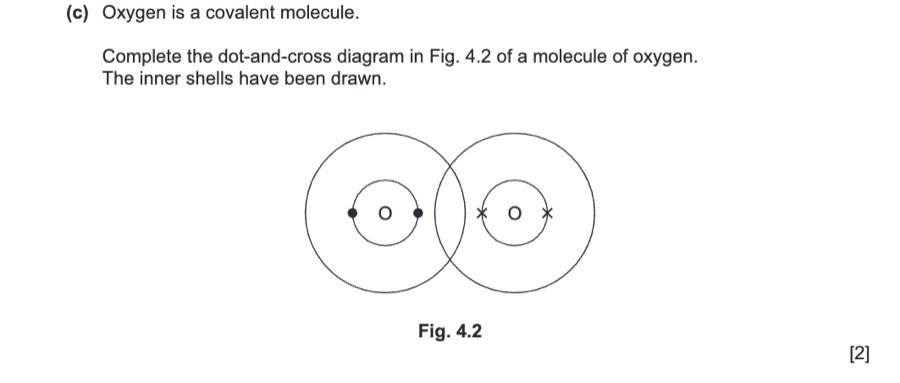 (c) Oxygen is a covalent molecule.
Complete the dot-and-cross diagram in Fig. 4.2 of a molecule of oxygen.
The inner shells have been drawn.
O O
Fig. 4.2
[2]